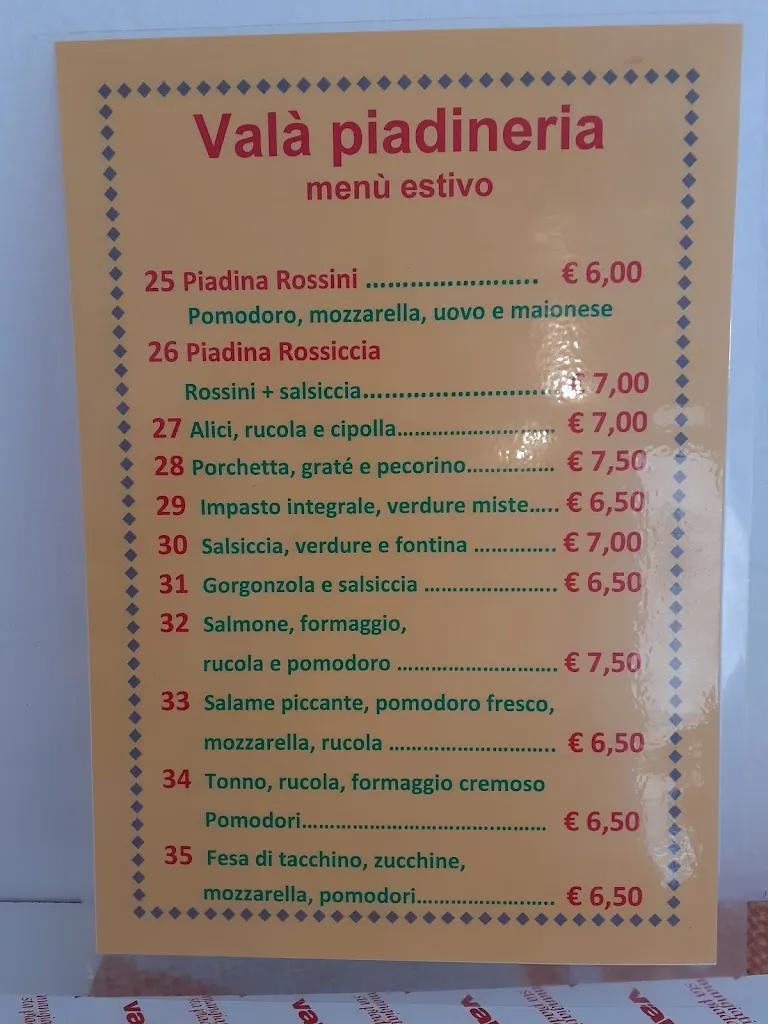 Valà piadineria
menù estivo
25 Piadina Rossini ........................ € 6,00
Pomodoro, mozzarella, uovo e maionese
26 Piadina Rossiccia
Rossini + salsiccia........................... € 7,00
27 Alici, rucola e cipolla...................... € 7,00
28 Porchetta, graté e pecorino............. € 7,50
29 Impasto integrale, verdure miste..... € 6,50
30 Salsiccia, verdure e fontina ............. € 7,00
31 Gorgonzola e salsiccia ..................... € 6,50
32 Salmone, formaggio,
rucola e pomodoro ......................... € 7,50
33 Salame piccante, pomodoro fresco,
mozzarella, rucola .......................... € 6,50
34 Tonno, rucola, formaggio cremoso
Pomodori....................................... € 6,50
35 Fesa di tacchino, zucchine,
mozzarella, pomodori...................... € 6,50